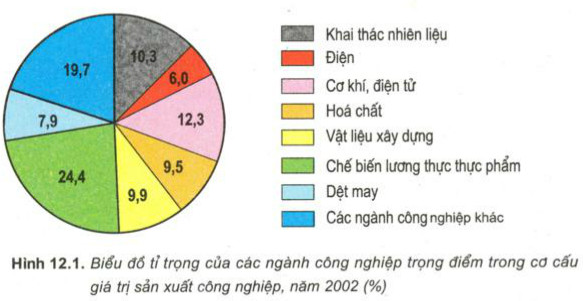 10,3
6,0
12,3
9,5
9,9
24,4
7,9
19,7
Khai thác nhiên liệu
Điện
Cơ khí, điện tử
Hoá chất
Vật liệu xây dựng
Chế biến lương thực thực phẩm
Dệt may
Các ngành công nghiệp khác
Hình 12.1. Biểu đồ tỉ trọng của các ngành công nghiệp trọng điểm trong cơ cấu
giá trị sản xuất công nghiệp, năm 2002 (%)